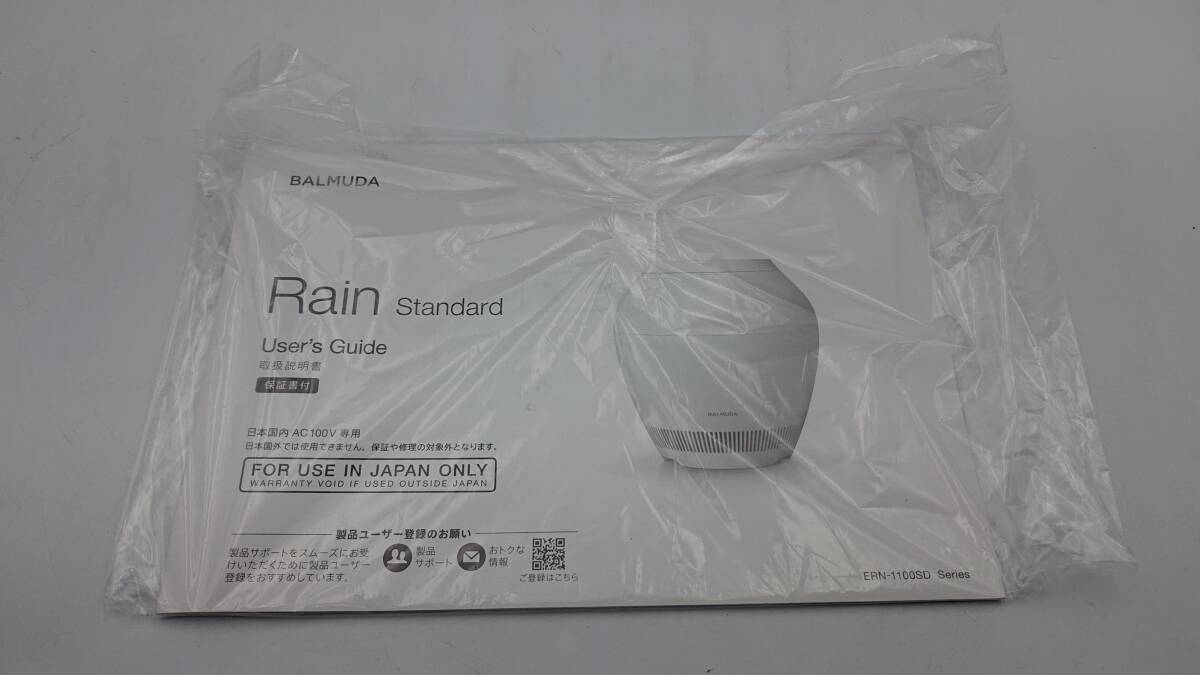 BALMUDA
Rain Standard
User's Guide
取扱説明書
保証書付
日本国内 AC100V 専用
日本国外では使用できません。保証や修理の対象外となります。
FOR USE IN JAPAN ONLY
WARRANTY VOID IF USED OUTSIDE JAPAN
製品ユーザー登録のお願い
製品サポートをスムーズにお受
けいただくために製品ユーザー
登録をおすすめしています。
製品
サポート
おトクな
情報
ご登録はこちら
BALMUDA
ERN-1100SD Series